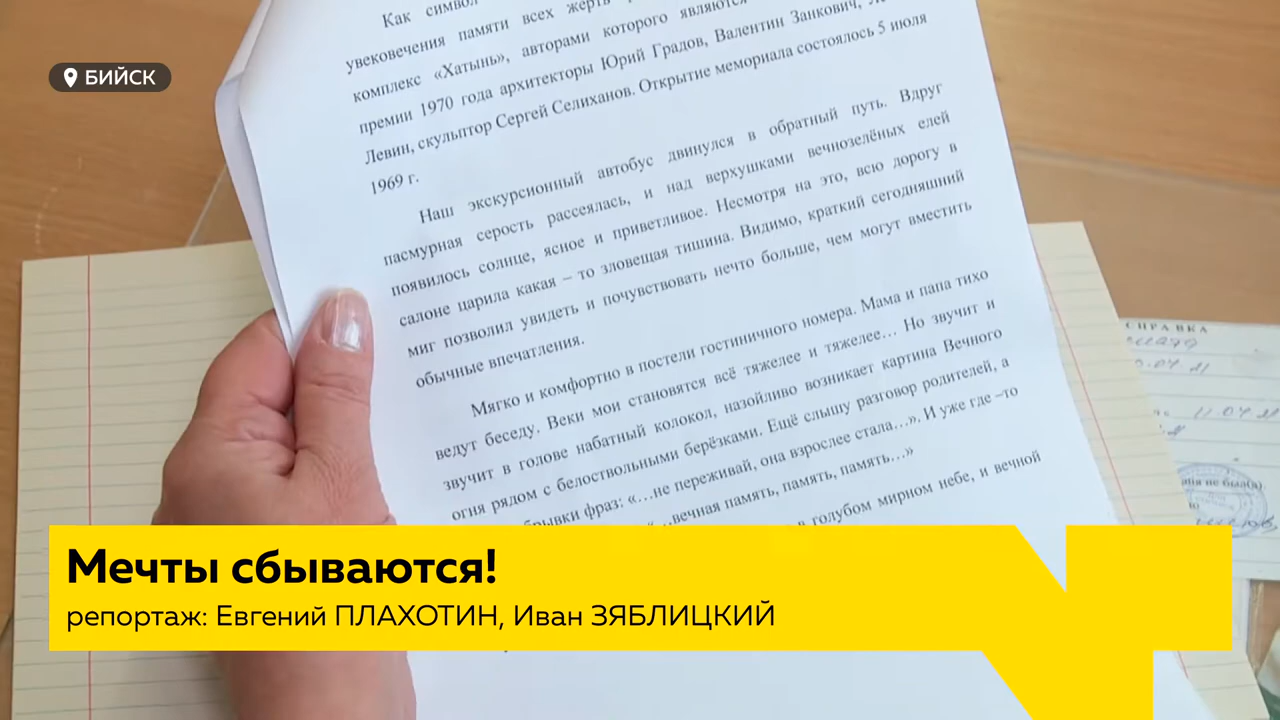 БИЙСК
Как символ
увековечения памяти всех жертв
комплекс «Хатынь», авторами которого являются
премии 1970 года архитекторы Юрий Градов, Валентин Занкович,
Левин, скульптор Сергей Селиханов. Открытие мемориала состоялось 5 июля
1969 г.
Наш экскурсионный автобус двинулся в обратный путь. Вдруг
пасмурная серость рассеялась, и над верхушками вечнозелёных елей
появилось солнце, ясное и приветливое. Несмотря на это, всю дорогу в
салоне царила какая – то зловещая тишина. Видимо, краткий сегодняшний
миг позволил увидеть и почувствовать нечто больше, чем могут вместить
обычные впечатления.
Мягко и комфортно в постели гостиничного номера. Мама и папа тихо
ведут беседу. Веки мои становятся всё тяжелее и тяжелее… Но звучит и
звучит в голове набатный колокол, назойливо возникает картина Вечного
огня рядом с белоствольными берёзками. Ещё слышу разговор родителей, а
фраз: «…не переживай, она взрослее стала…». И уже где –то
«…вечная память, память, память…»
в голубом мирном небе, и вечной
СПРАВКА
11.04.
Мечты сбываются!
репортаж: Евгений ПЛАХОТИН, Иван ЗЯБЛИЦКИЙ